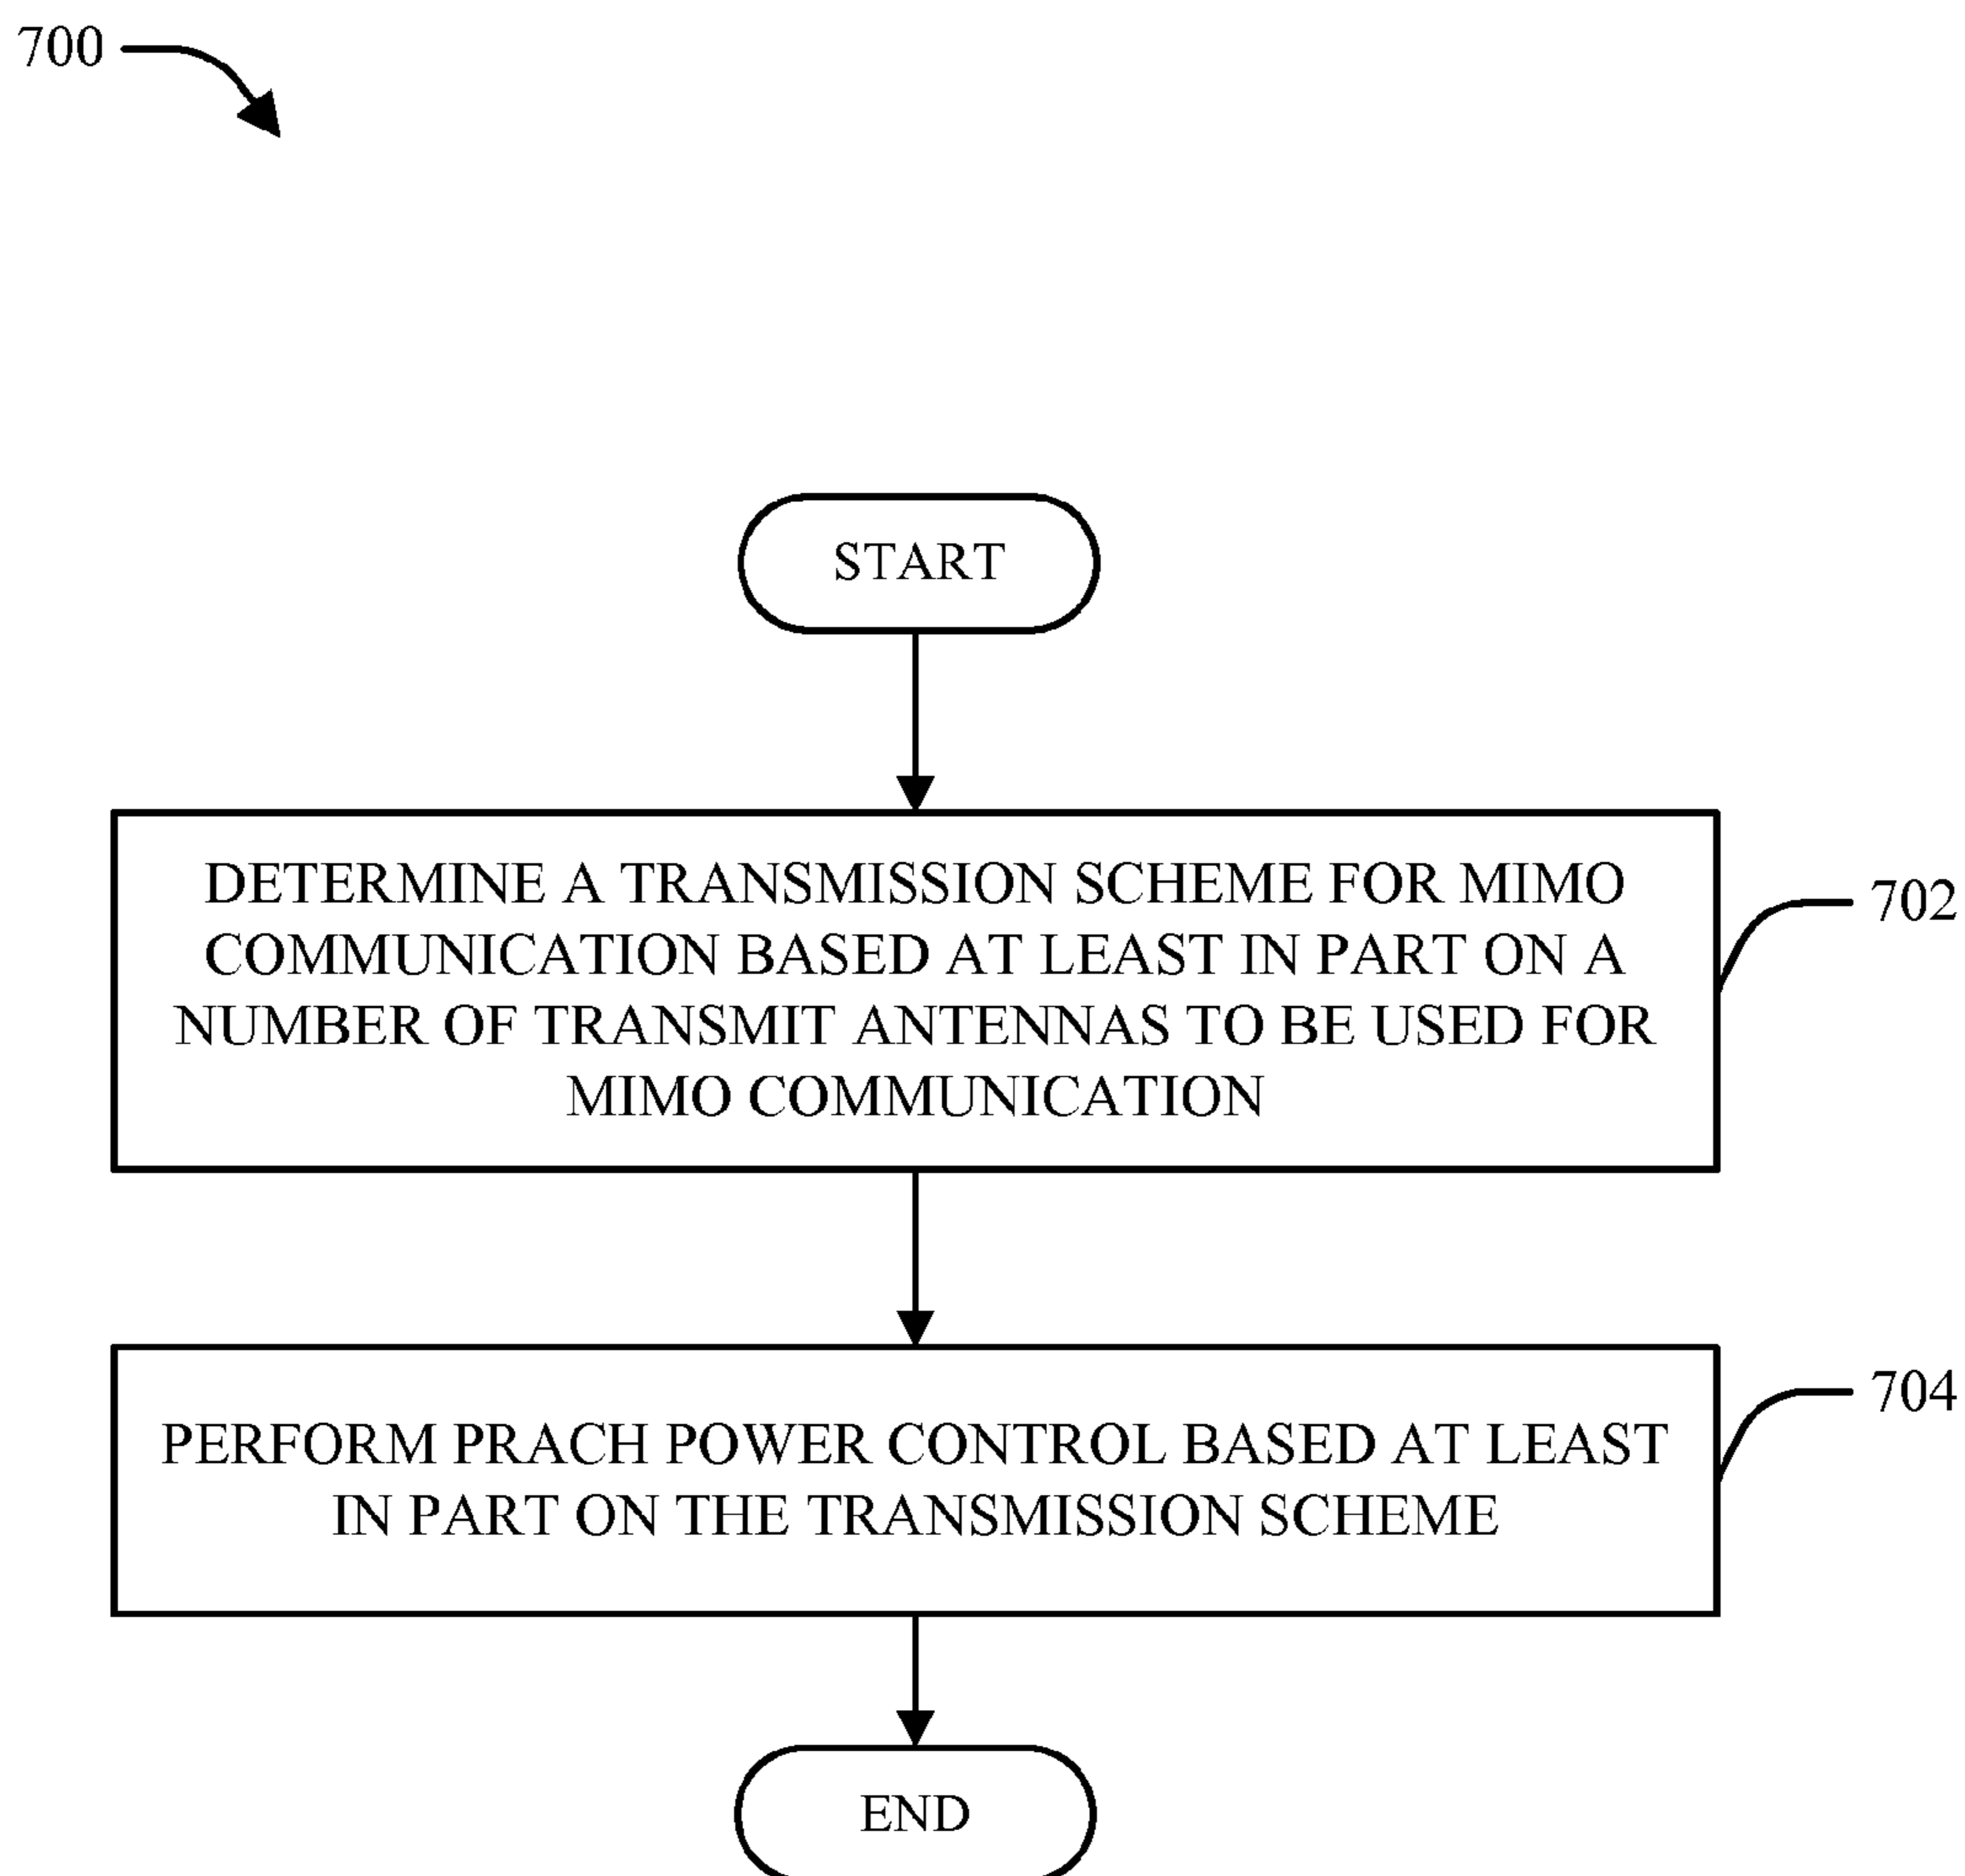 700
START
DETERMINE A TRANSMISSION SCHEME FOR MIMO
COMMUNICATION BASED AT LEAST IN PART ON A
NUMBER OF TRANSMIT ANTENNAS TO BE USED FOR
MIMO COMMUNICATION
702
PERFORM PRACH POWER CONTROL BASED AT LEAST
IN PART ON THE TRANSMISSION SCHEME
704
END